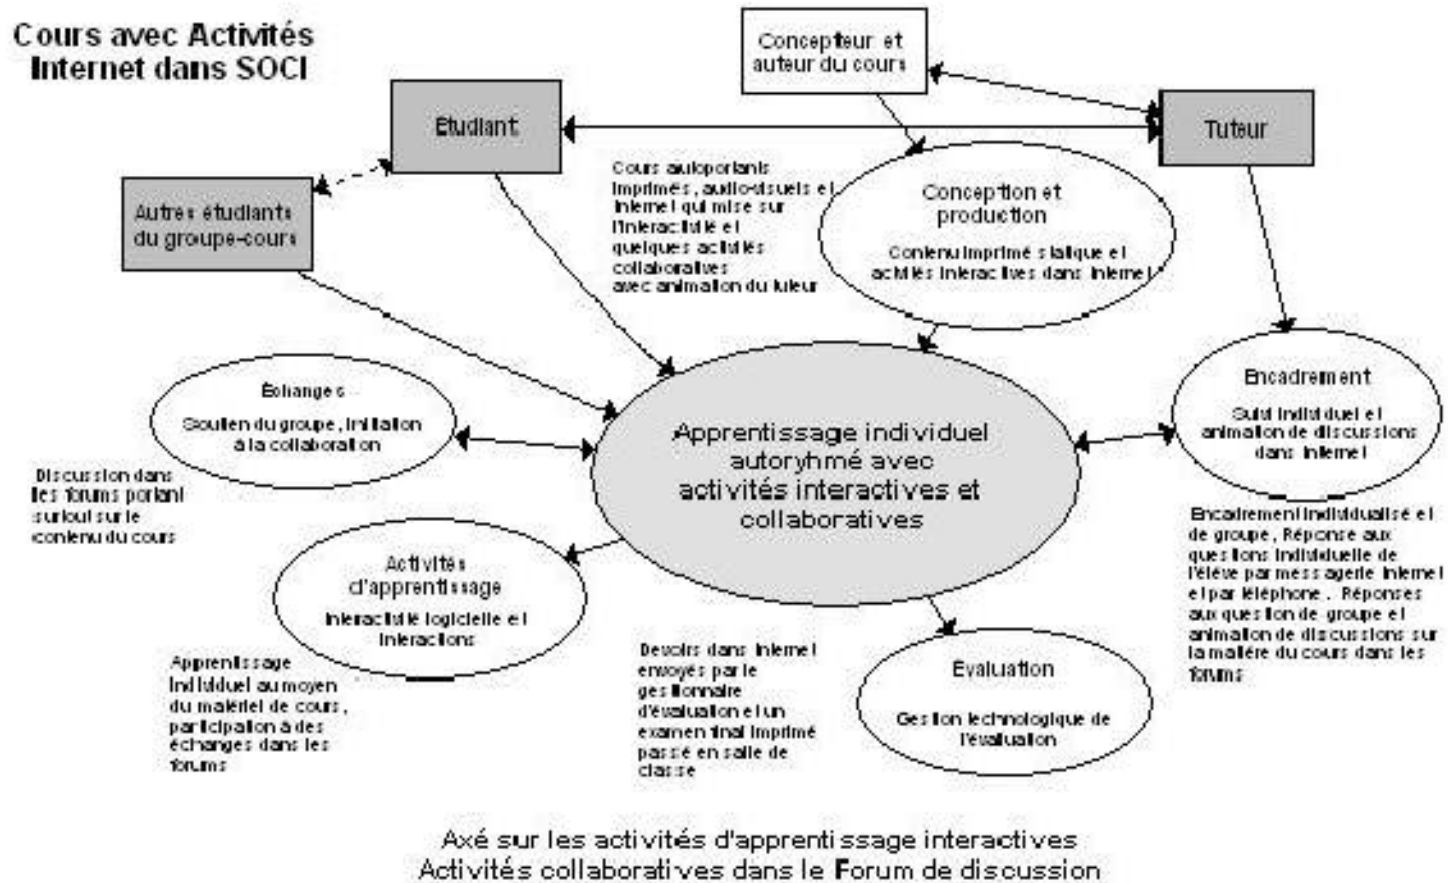 Cours avec Activités
Internet dans SOCI
Concepteur et
auteur du cours
Étudiant
Tuteur
Autres étudiants
du groupe-cours
Cours autoportants
Imprimés, audio-visuels et
Internet qui mise sur
l'interactivité et
quelques activités
collaboratives
avec animation du tuteur
Conception et
production
Contenu imprimé statique et
activités interactives dans Internet
Échanges
Soutien du groupe, initiation
à la collaboration
Encadrement
Suivi individuel et
animation de discussions
dans Internet
Apprentissage individuel
autoryhmé avec
activités interactives et
collaboratives
Discussion dans
les forums portant
surtout sur le
contenu du cours
Activités
d'apprentissage
Interactivité logicielle et
Interactions
Encadrement individualisé et
de groupe, Réponse aux
questions individuelle de
l'élève par messagerie Internet
et par téléphone. Réponses
aux question de groupe et
animation de discussions sur
la matière du cours dans les
forums
Apprentissage
Individuel au moyen
du matériel de cours,
participation à des
échanges dans les
forums
Devoirs dans Internet
envoyés par le
gestionnaire
d'évaluation et un
examen final imprimé
passé en salle de
classe
Évaluation
Gestion technologique de
l'évaluation
Axé sur les activités d'apprentissage interactives
Activités collaboratives dans le Forum de discussion